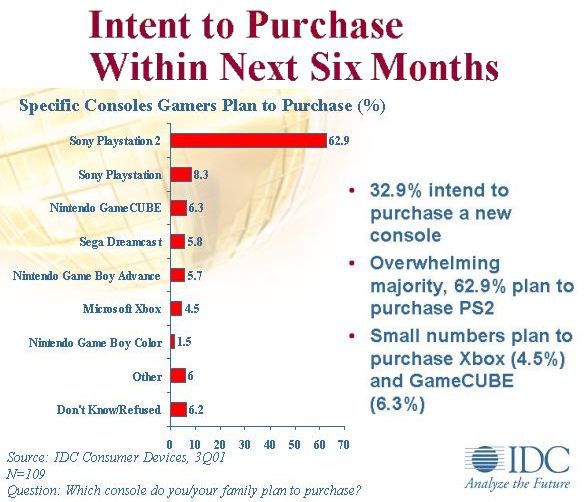 Intent to Purchase
Within Next Six Months
Specific Consoles Gamers Plan to Purchase (%)
Sony Playstation 2 62.9
Sony Playstation 8.3
Nintendo GameCUBE 6.3
Sega Dreamcast 5.8
Nintendo Game Boy Advance 5.7
Microsoft Xbox 4.5
Nintendo Game Boy Color 1.5
Other 6
Don't Know/Refused 6.2
0 10 20 30 40 50 60 70
• 32.9% intend to
purchase a new
console
• Overwhelming
majority, 62.9% plan to
purchase PS2
• Small numbers plan to
purchase Xbox (4.5%)
and GameCUBE
(6.3%)
Source: IDC Consumer Devices, 3Q01
N=109
Question: Which console do you/your family plan to purchase?
IDC
Analyze the Future